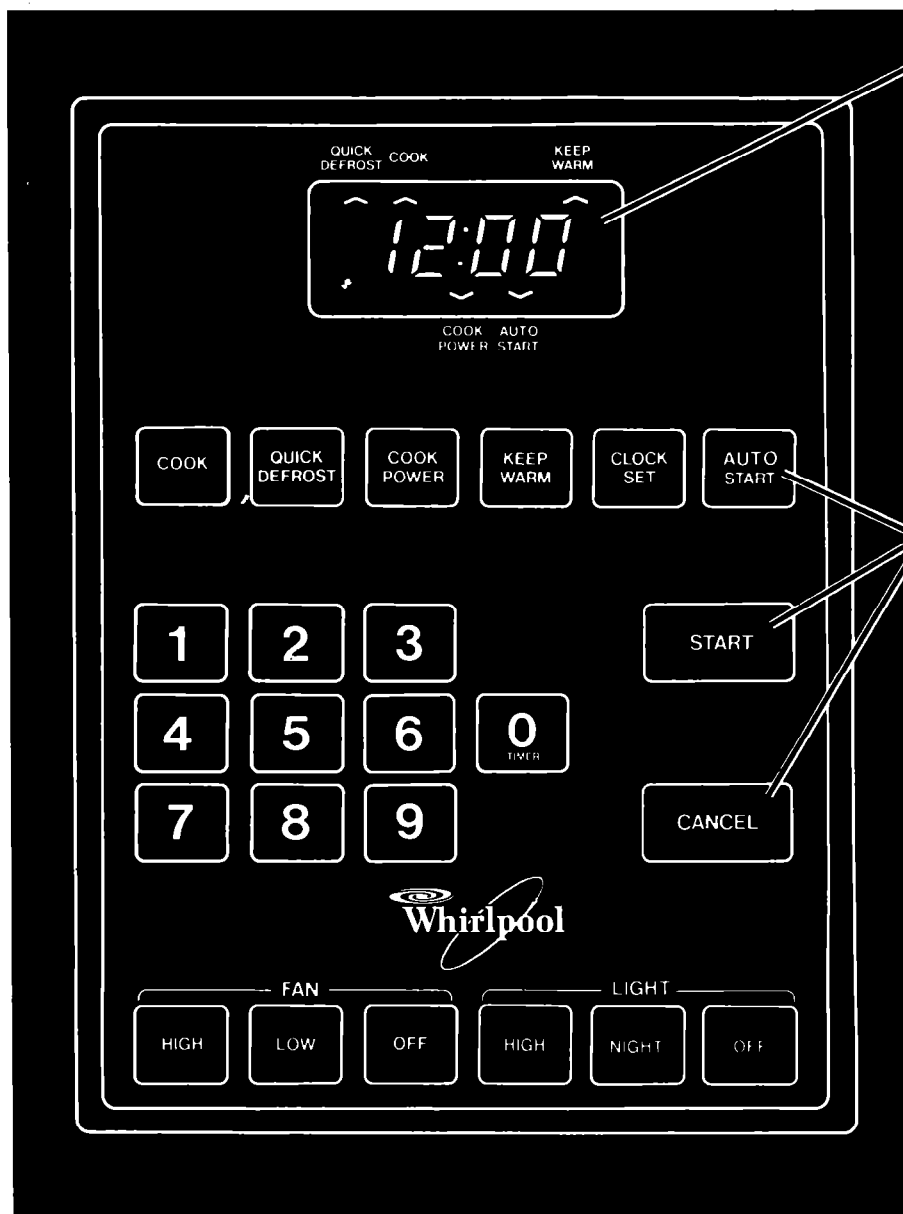 QUICK DEFROST COOK KEEP WARM
12:00
COOK POWER AUTO START
COOK QUICK DEFROST COOK POWER KEEP WARM CLOCK SET AUTO START
1 2 3 START
4 5 6 0 TIMER
7 8 9 CANCEL
Whirlpool
FAN LIGHT
HIGH LOW OFF HIGH NIGHT OFF